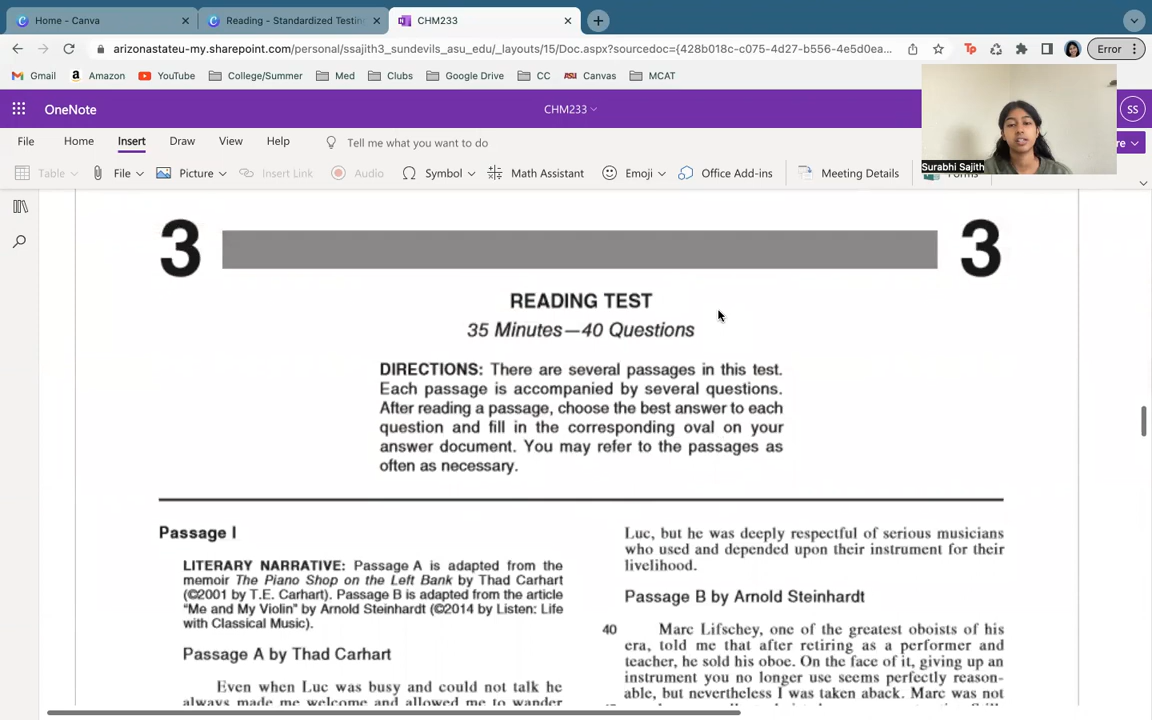 Home - Canva
Reading - Standardized Testing
CHM233
arizonastateu-my.sharepoint.com/personal/ssajith3_sundevils_asu_edu/_layouts/15/Doc.aspx?sourcedoc={428b018c-c075-4d27-b556-4e5d0ea...
Error
Gmail
Amazon
YouTube
College/Summer
Med
Clubs
Google Drive
CC
ASU
Canvas
MCAT
OneNote
CHM233
SS
File
Home
Insert
Draw
View
Help
Tell me what you want to do
Table
File
Picture
Insert Link
Audio
Symbol
Math Assistant
Emoji
Office Add-ins
Meeting Details
Surabhi Sajith
3
3
READING TEST
35 Minutes—40 Questions
DIRECTIONS: There are several passages in this test.
Each passage is accompanied by several questions.
After reading a passage, choose the best answer to each
question and fill in the corresponding oval on your
answer document. You may refer to the passages as
often as necessary.
Passage I
LITERARY NARRATIVE: Passage A is adapted from the
memoir The Piano Shop on the Left Bank by Thad Carhart
(©2001 by T.E. Carhart). Passage B is adapted from the article
"Me and My Violin" by Arnold Steinhardt (©2014 by Listen: Life
with Classical Music).
Passage A by Thad Carhart
Even when Luc was busy and could not talk he
always made me welcome and allowed me to wander
Luc, but he was deeply respectful of serious musicians
who used and depended upon their instrument for their
livelihood.
Passage B by Arnold Steinhardt
40 Marc Lifschey, one of the greatest oboists of his
era, told me that after retiring as a performer and
teacher, he sold his oboe. On the face of it, giving up an
instrument you no longer use seems perfectly reason-
able, but nevertheless I was taken aback. Marc was not